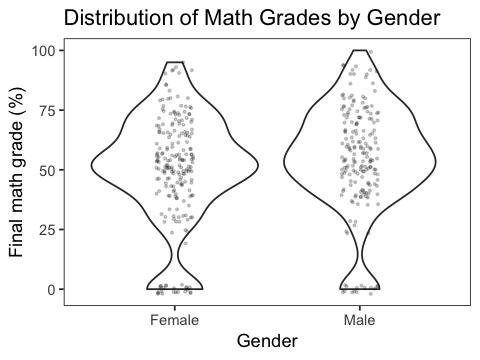 Distribution of Math Grades by Gender
Final math grade (%)
100
75
50
25
0
Female
Male
Gender